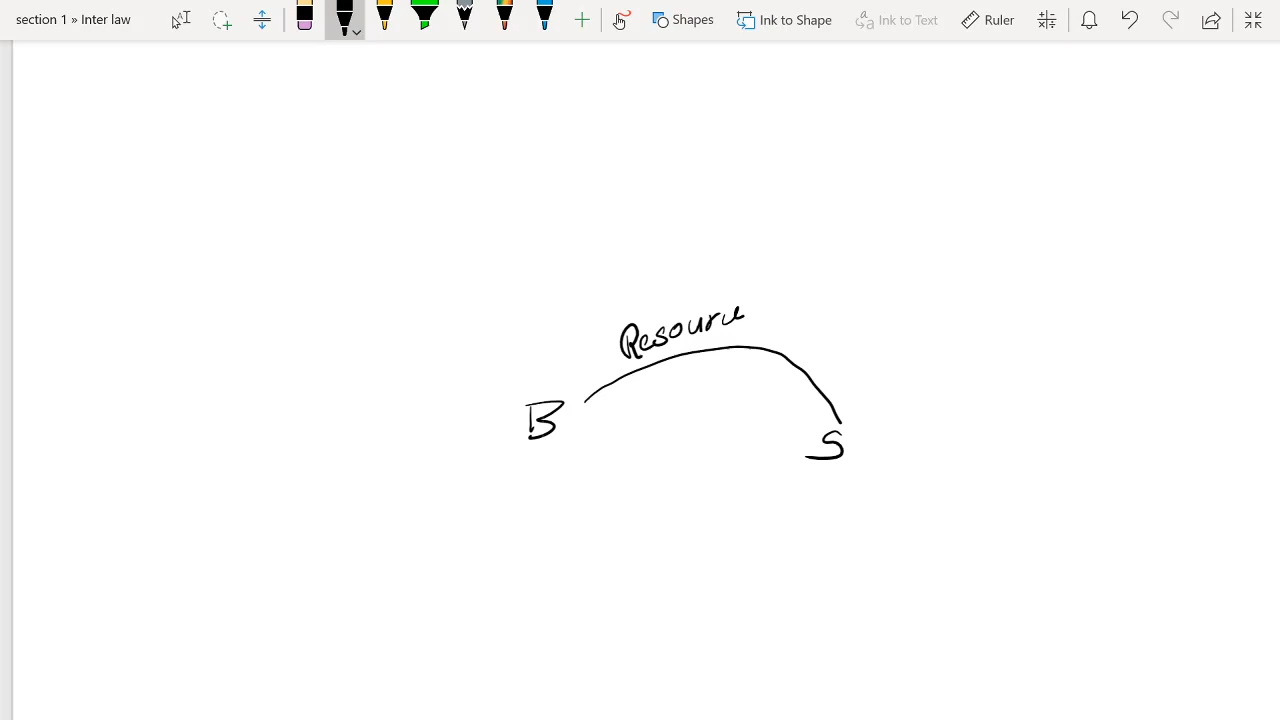 section 1 » Inter law
Shapes
Ink to Shape
Ink to Text
Ruler
Resource
B
S